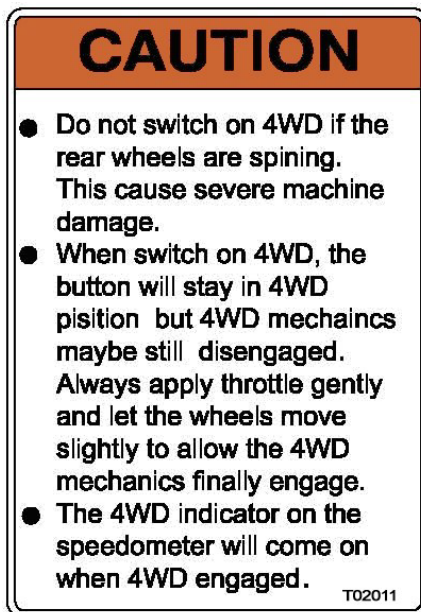 CAUTION
● Do not switch on 4WD if the
rear wheels are spining.
This cause severe machine
damage.
● When switch on 4WD, the
button will stay in 4WD
pisition but 4WD mechaincs
maybe still disengaged.
Always apply throttle gently
and let the wheels move
slightly to allow the 4WD
mechanics finally engage.
● The 4WD indicator on the
speedometer will come on
when 4WD engaged.
T02011